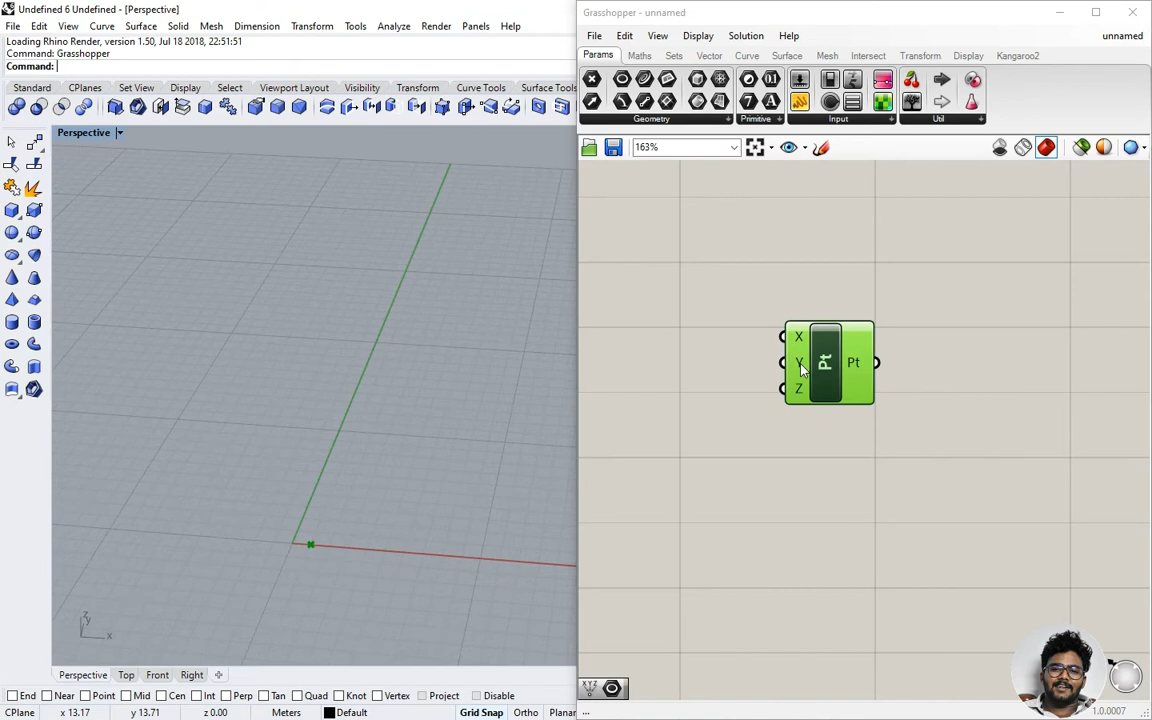 Undefined 6 Undefined - [Perspective]
File Edit View Curve Surface Solid Mesh Dimension Transform Tools Analyze Render Panels Help
Loading Rhino Render, version 1.50, Jul 18 2018, 22:51:51
Command: Grasshopper
Command:
Standard CPlanes Set View Display Select Viewport Layout Visibility Transform Curve Tools Surface Tools
Perspective
z
y
x
Perspective Top Front Right
End Near Point Mid Cen Int Perp Tan Quad Knot Vertex Project Disable
CPlane x 13.17 y 13.71 z 0.00 Meters Default Grid Snap Ortho Planar
Grasshopper - unnamed
File Edit View Display Solution Help unnamed
Params Maths Sets Vector Curve Surface Mesh Intersect Transform Display Kangaroo2
Geometry Primitive Input Util
163%
X
Y
Z
Pt
Pt
...
1.0.0007